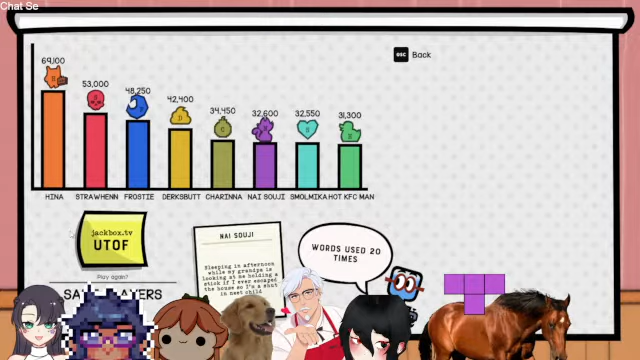 Chat Se
esc Back
69,100
53,000
48,250
42,400
34,450
32,600
32,550
31,300
HINA STRAWHENN FROSTIE DERKSBUTT CHARINNA NAI SOUJI SMOLMIKA HOT KFC MAN
jackbox.tv
UTOF
Play again?
NAI SOUJI
Sleeping in afternoon
while my grandpa is
looking at me holding a
stick if I ever escaped
the house so I'm a shut
in nest child
WORDS USED 20
TIMES